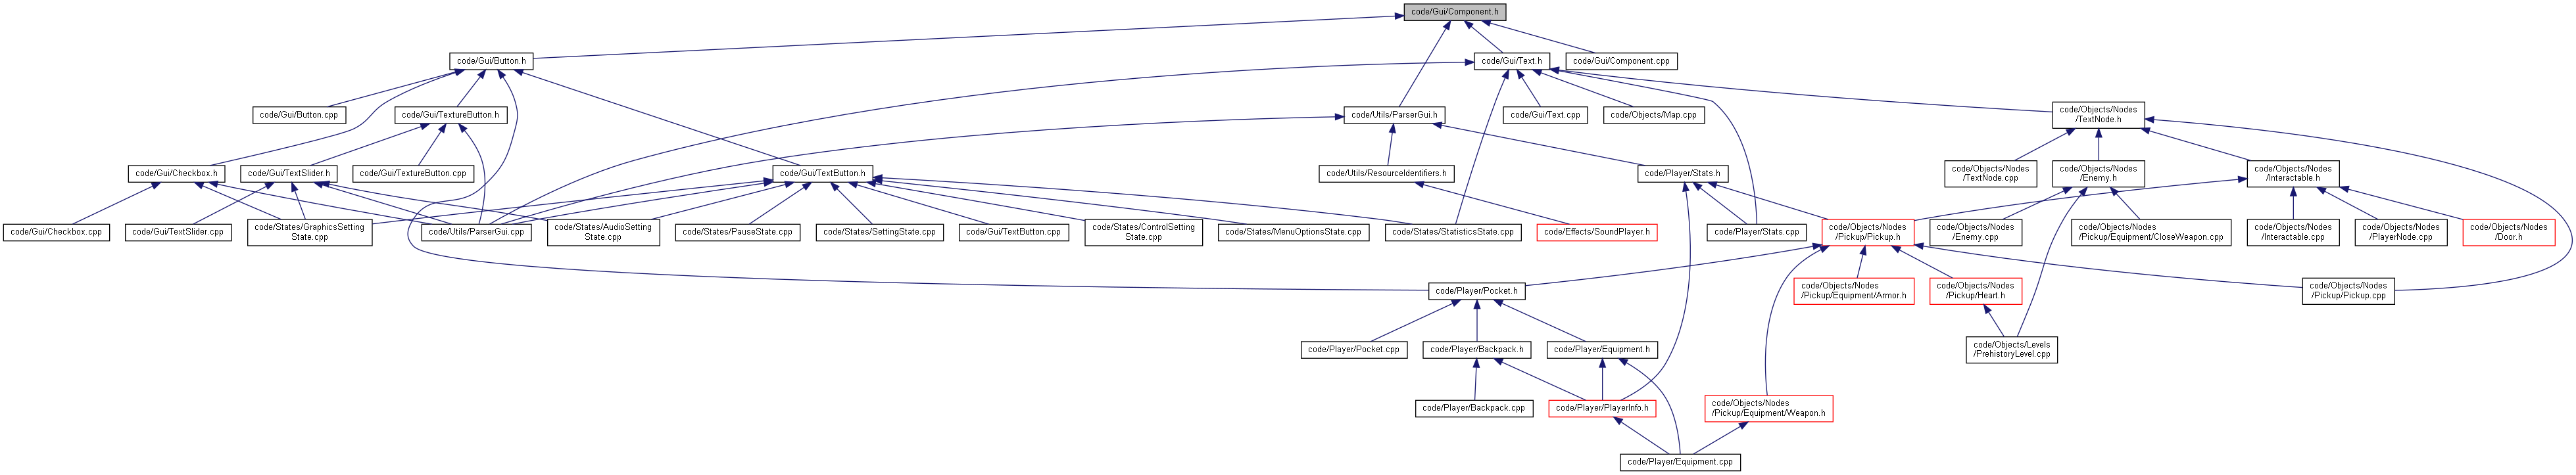 code/Gui/Component.h
code/Gui/Button.h
code/Gui/Text.h
code/Gui/Component.cpp
code/Gui/Button.cpp
code/Gui/TextureButton.h
code/Utils/ParserGui.h
code/Gui/Text.cpp
code/Objects/Map.cpp
code/Objects/Nodes
/TextNode.h
code/Gui/Checkbox.h
code/Gui/TextSlider.h
code/Gui/TextureButton.cpp
code/Gui/TextButton.h
code/Utils/ResourceIdentifiers.h
code/Player/Stats.h
code/Objects/Nodes
/TextNode.cpp
code/Objects/Nodes
/Enemy.h
code/Objects/Nodes
/Interactable.h
code/Gui/Checkbox.cpp
code/Gui/TextSlider.cpp
code/States/GraphicsSetting
State.cpp
code/Utils/ParserGui.cpp
code/States/AudioSetting
State.cpp
code/States/PauseState.cpp
code/States/SettingState.cpp
code/Gui/TextButton.cpp
code/States/ControlSetting
State.cpp
code/States/MenuOptionsState.cpp
code/States/StatisticsState.cpp
code/Effects/SoundPlayer.h
code/Player/Stats.cpp
code/Objects/Nodes
/Pickup/Pickup.h
code/Objects/Nodes
/Enemy.cpp
code/Objects/Nodes
/Pickup/Equipment/CloseWeapon.cpp
code/Objects/Nodes
/Interactable.cpp
code/Objects/Nodes
/PlayerNode.cpp
code/Objects/Nodes
/Door.h
code/Player/Pocket.h
code/Objects/Nodes
/Pickup/Equipment/Armor.h
code/Objects/Nodes
/Pickup/Heart.h
code/Objects/Nodes
/Pickup/Pickup.cpp
code/Player/Pocket.cpp
code/Player/Backpack.h
code/Player/Equipment.h
code/Objects/Levels
/PrehistoryLevel.cpp
code/Player/Backpack.cpp
code/Player/PlayerInfo.h
code/Objects/Nodes
/Pickup/Equipment/Weapon.h
code/Player/Equipment.cpp